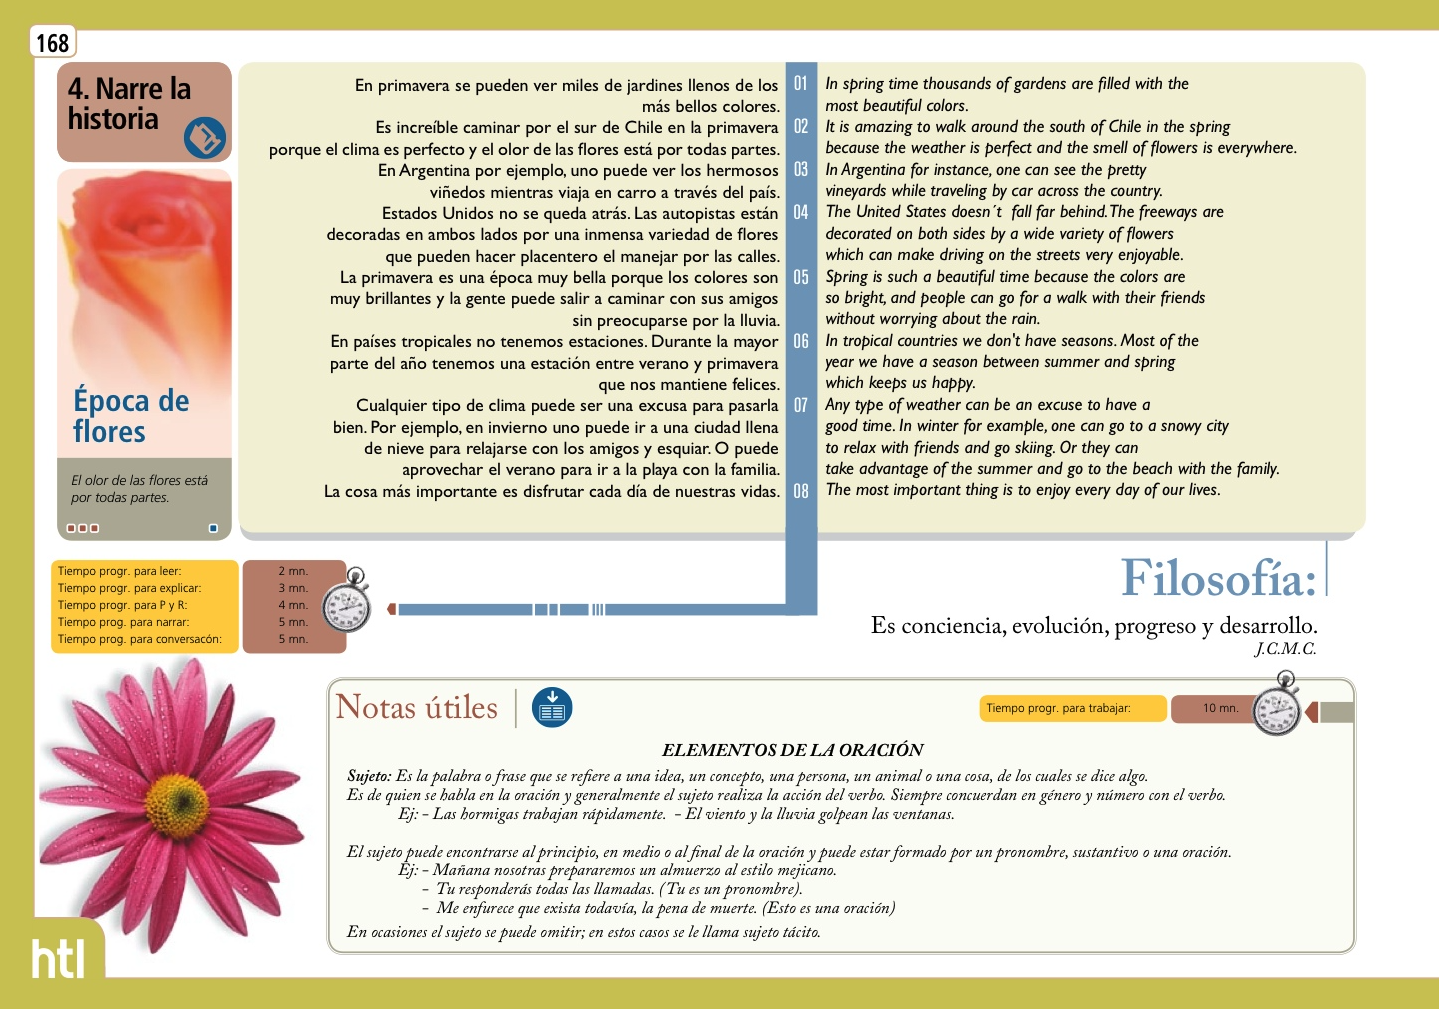 168
4. Narre la
historia
Época de
flores
El olor de las flores está
por todas partes.
En primavera se pueden ver miles de jardines llenos de los
más bellos colores.
Es increíble caminar por el sur de Chile en la primavera
porque el clima es perfecto y el olor de las flores está por todas partes.
En Argentina por ejemplo, uno puede ver los hermosos
viñedos mientras viaja en carro a través del país.
Estados Unidos no se queda atrás. Las autopistas están
decoradas en ambos lados por una inmensa variedad de flores
que pueden hacer placentero el manejar por las calles.
La primavera es una época muy bella porque los colores son
muy brillantes y la gente puede salir a caminar con sus amigos
sin preocuparse por la lluvia.
En países tropicales no tenemos estaciones. Durante la mayor
parte del año tenemos una estación entre verano y primavera
que nos mantiene felices.
Cualquier tipo de clima puede ser una excusa para pasarla
bien. Por ejemplo, en invierno uno puede ir a una ciudad llena
de nieve para relajarse con los amigos y esquiar. O puede
aprovechar el verano para ir a la playa con la familia.
La cosa más importante es disfrutar cada día de nuestras vidas.
01
02
03
04
05
06
07
08
In spring time thousands of gardens are filled with the
most beautiful colors.
It is amazing to walk around the south of Chile in the spring
because the weather is perfect and the smell of flowers is everywhere.
In Argentina for instance, one can see the pretty
vineyards while traveling by car across the country.
The United States doesn´t fall far behind. The freeways are
decorated on both sides by a wide variety of flowers
which can make driving on the streets very enjoyable.
Spring is such a beautiful time because the colors are
so bright, and people can go for a walk with their friends
without worrying about the rain.
In tropical countries we don't have seasons. Most of the
year we have a season between summer and spring
which keeps us happy.
Any type of weather can be an excuse to have a
good time. In winter for example, one can go to a snowy city
to relax with friends and go skiing. Or they can
take advantage of the summer and go to the beach with the family.
The most important thing is to enjoy every day of our lives.
Tiempo progr. para leer: 2 mn.
Tiempo progr. para explicar: 3 mn.
Tiempo progr. para P y R: 4 mn.
Tiempo prog. para narrar: 5 mn.
Tiempo prog. para conversacón: 5 mn.
Filosofía:
Es conciencia, evolución, progreso y desarrollo.
J.C.M.C.
Notas útiles
Tiempo progr. para trabajar: 10 mn.
ELEMENTOS DE LA ORACIÓN
Sujeto: Es la palabra o frase que se refiere a una idea, un concepto, una persona, un animal o una cosa, de los cuales se dice algo.
Es de quien se habla en la oración y generalmente el sujeto realiza la acción del verbo. Siempre concuerdan en género y número con el verbo.
Ej: - Las hormigas trabajan rápidamente. - El viento y la lluvia golpean las ventanas.
El sujeto puede encontrarse al principio, en medio o al final de la oración y puede estar formado por un pronombre, sustantivo o una oración.
Ej: - Mañana nosotras prepararemos un almuerzo al estilo mejicano.
- Tu responderás todas las llamadas. (Tu es un pronombre).
- Me enfurece que exista todavía, la pena de muerte. (Esto es una oración)
En ocasiones el sujeto se puede omitir; en estos casos se le llama sujeto tácito.
htl